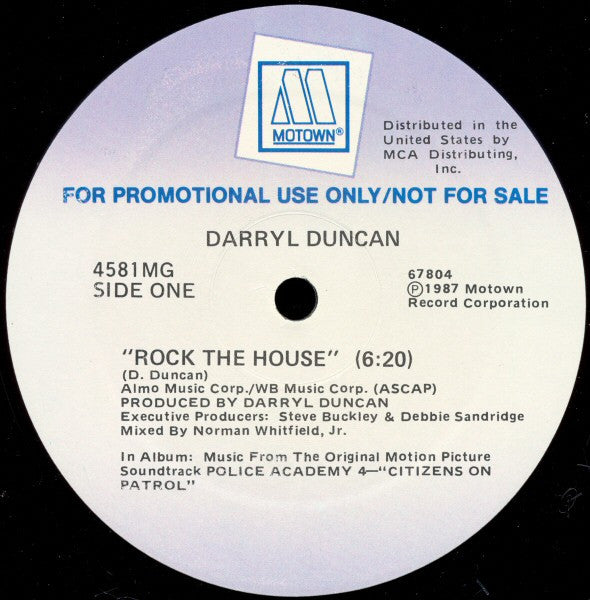 MOTOWN®
Distributed in the
United States by
MCA Distributing,
Inc.
FOR PROMOTIONAL USE ONLY/NOT FOR SALE
DARRYL DUNCAN
4581MG
SIDE ONE
67804
Ⓟ1987 Motown
Record Corporation
"ROCK THE HOUSE" (6:20)
(D. Duncan)
Almo Music Corp./WB Music Corp. (ASCAP)
PRODUCED BY DARRYL DUNCAN
Executive Producers: Steve Buckley & Debbie Sandridge
Mixed By Norman Whitfield, Jr.
In Album: Music From The Original Motion Picture
Soundtrack POLICE ACADEMY 4—"CITIZENS ON
PATROL"